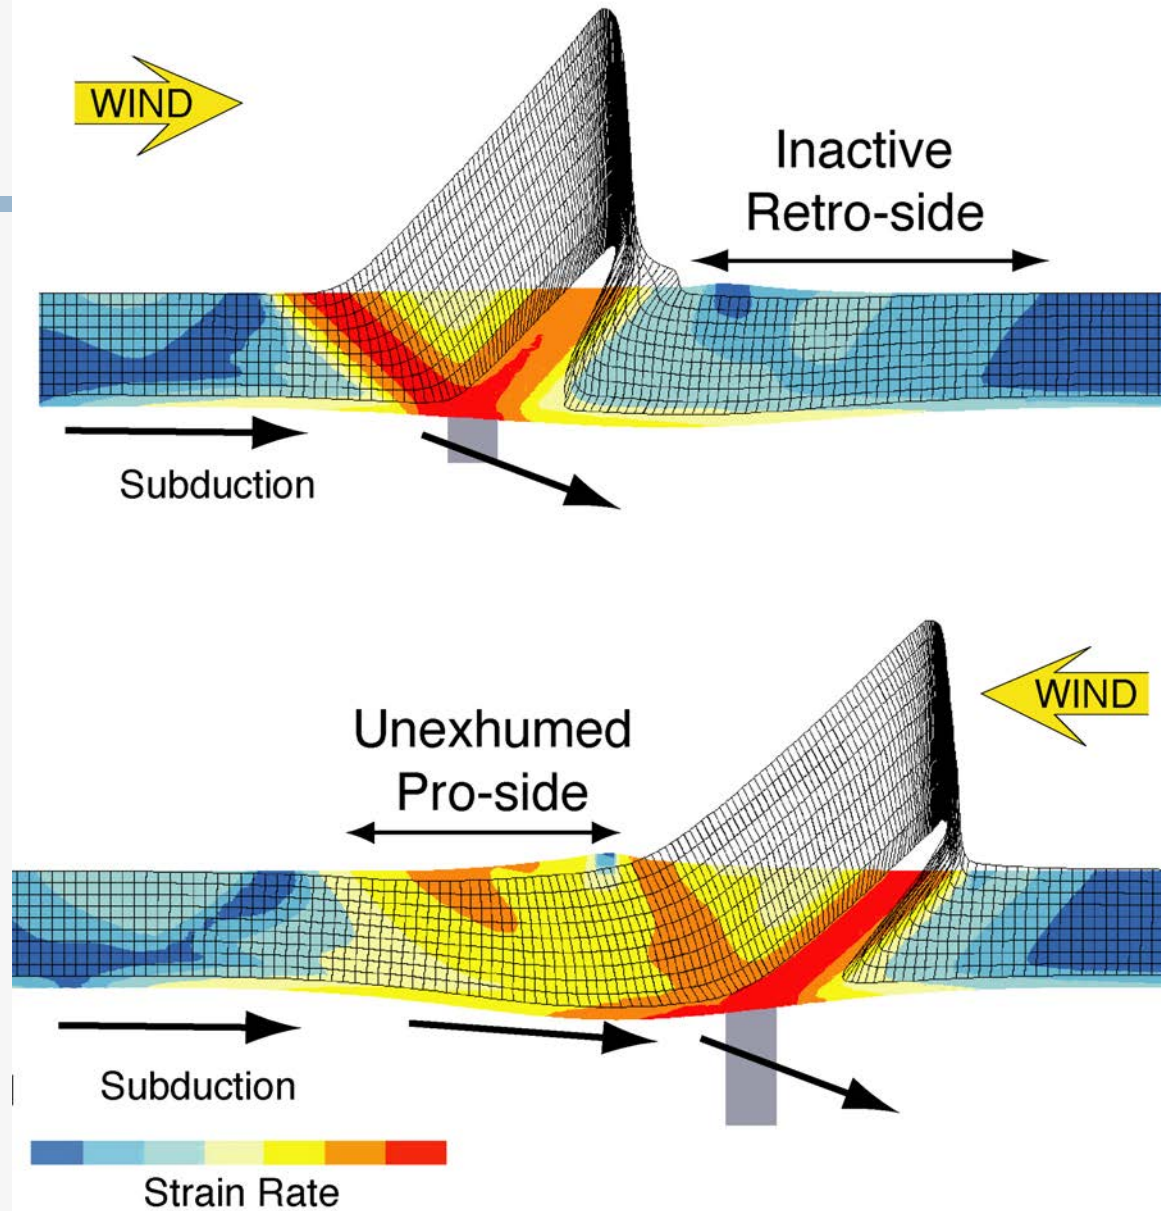 WIND
Inactive
Retro-side
Subduction
WIND
Unexhumed
Pro-side
Subduction
Strain Rate